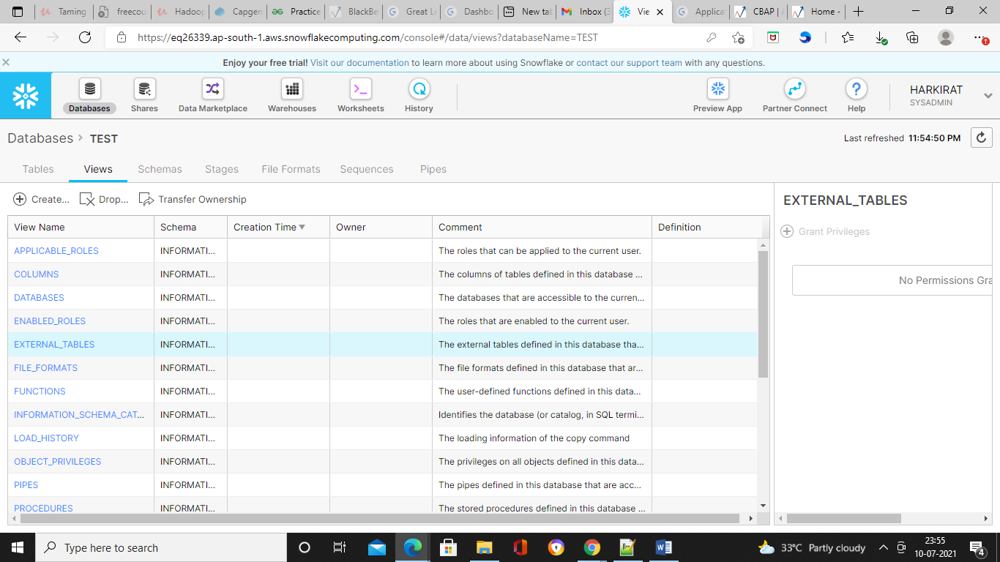 Taming
freecour
Hadoop
Capgem
Practice
BlackBe
Great Le
Dashbo
New tab
Inbox (3
Vie
Applicat
CBAP | A
Home -
https://eq26339.ap-south-1.aws.snowflakecomputing.com/console#/data/views?databaseName=TEST
Enjoy your free trial! Visit our documentation to learn more about using Snowflake or contact our support team with any questions.
Databases
Shares
Data Marketplace
Warehouses
Worksheets
History
Preview App
Partner Connect
Help
HARKIRAT
SYSADMIN
Databases > TEST
Last refreshed 11:54:50 PM
Tables Views Schemas Stages File Formats Sequences Pipes
Create... Drop... Transfer Ownership
View Name Schema Creation Time Owner Comment Definition
APPLICABLE_ROLES INFORMATI... The roles that can be applied to the current user.
COLUMNS INFORMATI... The columns of tables defined in this database ...
DATABASES INFORMATI... The databases that are accessible to the curren...
ENABLED_ROLES INFORMATI... The roles that are enabled to the current user.
EXTERNAL_TABLES INFORMATI... The external tables defined in this database tha...
FILE_FORMATS INFORMATI... The file formats defined in this database that ar...
FUNCTIONS INFORMATI... The user-defined functions defined in this data...
INFORMATION_SCHEMA_CAT... INFORMATI... Identifies the database (or catalog, in SQL termi...
LOAD_HISTORY INFORMATI... The loading information of the copy command
OBJECT_PRIVILEGES INFORMATI... The privileges on all objects defined in this data...
PIPES INFORMATI... The pipes defined in this database that are acc...
PROCEDURES INFORMATI... The stored procedures defined in this database ...
EXTERNAL_TABLES
Grant Privileges
No Permissions Gra
Type here to search
33°C Partly cloudy
23:55
10-07-2021
4